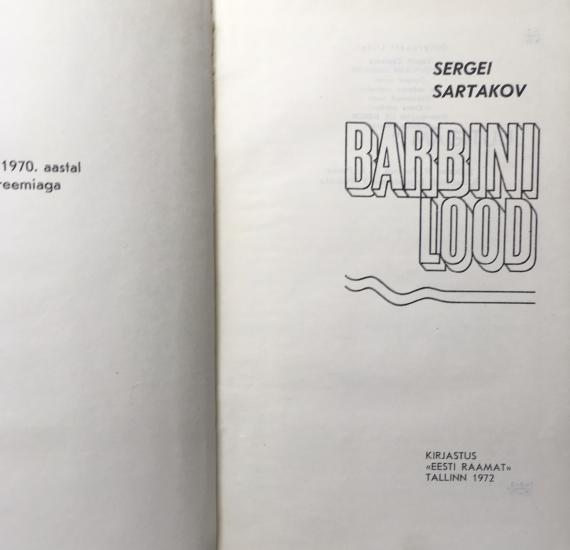 1970. aastal
reemiaga
SERGEI
SARTAKOV
BARBINI
LOOD
KIRJASTUS
«EESTI RAAMAT»
TALLINN 1972